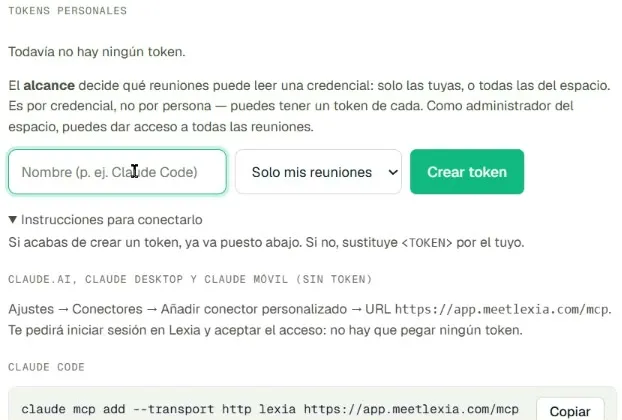 TOKENS PERSONALES
Todavía no hay ningún token.
El alcance decide qué reuniones puede leer una credencial: solo las tuyas, o todas las del espacio.
Es por credencial, no por persona — puedes tener un token de cada. Como administrador del
espacio, puedes dar acceso a todas las reuniones.
Nombre (p. ej. Claude Code)
Solo mis reuniones
Crear token
▼ Instrucciones para conectarlo
Si acabas de crear un token, ya va puesto abajo. Si no, sustituye <TOKEN> por el tuyo.
CLAUDE.AI, CLAUDE DESKTOP Y CLAUDE MÓVIL (SIN TOKEN)
Ajustes → Conectores → Añadir conector personalizado → URL https://app.meetlexia.com/mcp.
Te pedirá iniciar sesión en Lexia y aceptar el acceso: no hay que pegar ningún token.
CLAUDE CODE
claude mcp add --transport http lexia https://app.meetlexia.com/mcp
Copiar